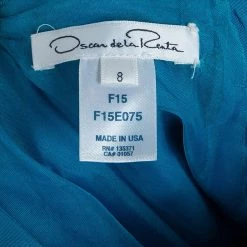 Oscar de la Renta
8
F15
F15E075
MADE IN USA
RN# 135371
CA# 01057